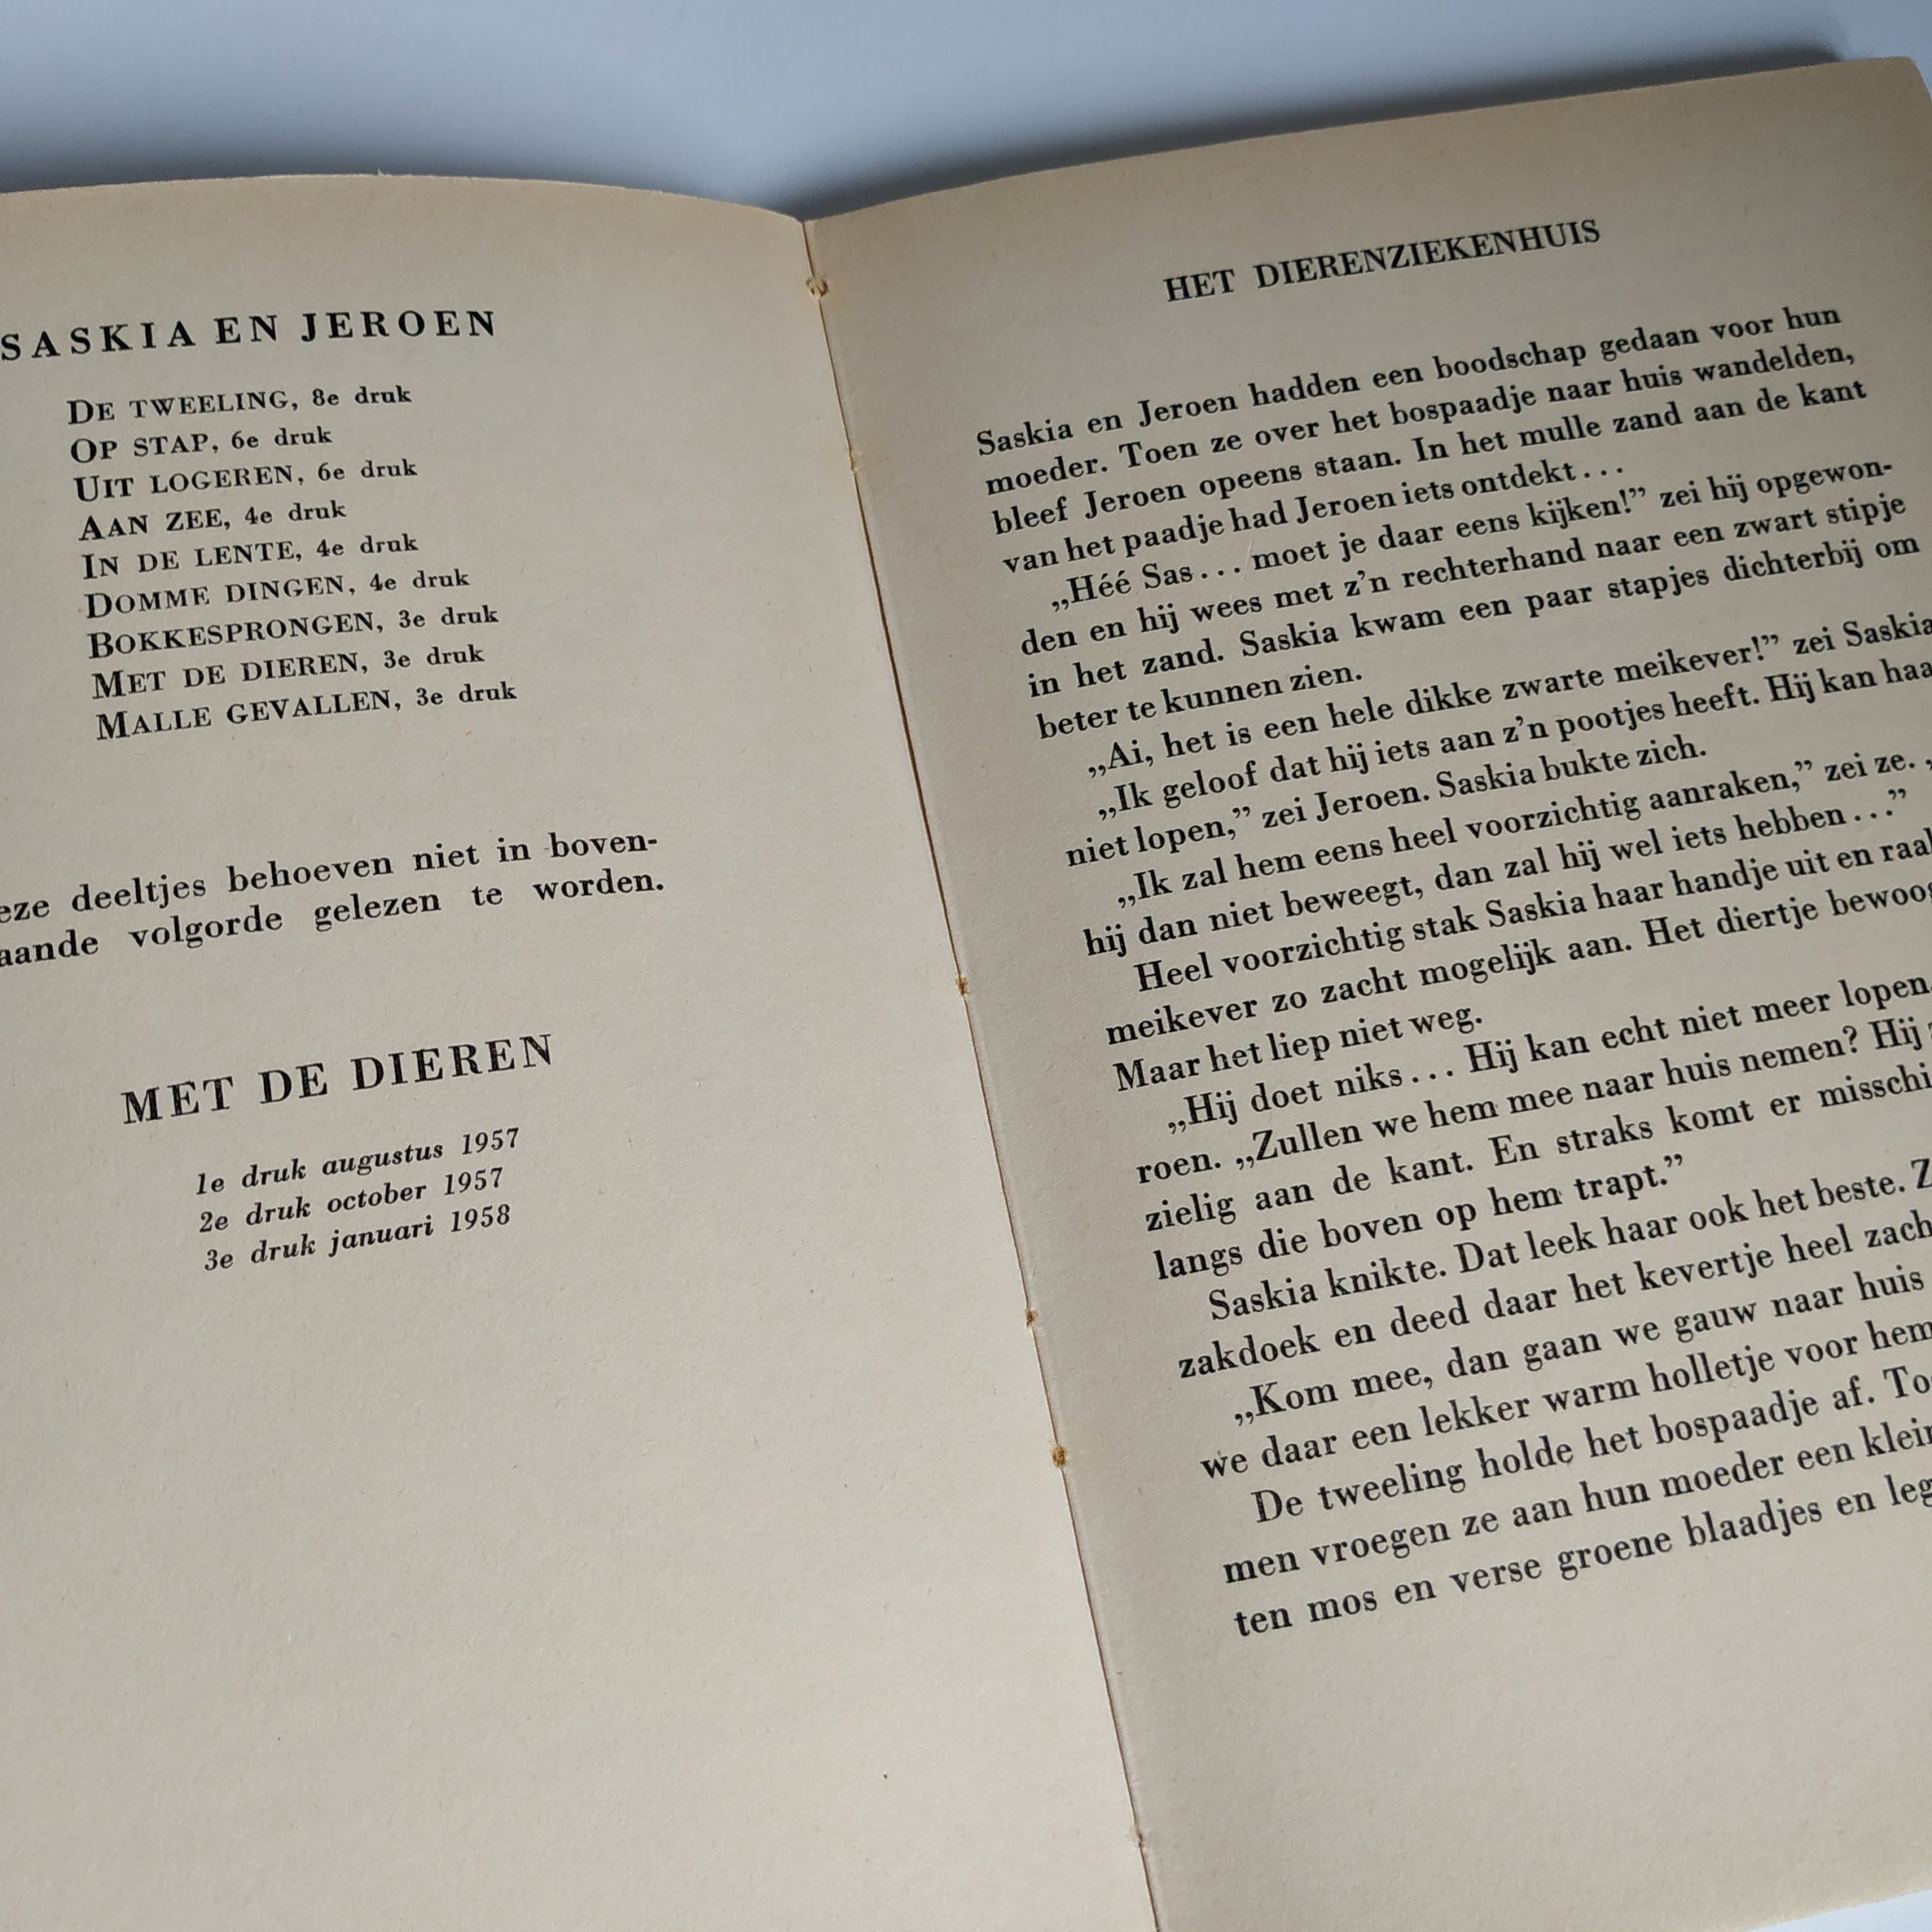 SASKIA EN JEROEN
DE TWEELING, 8e druk
OP STAP, 6e druk
UIT LOGEREN, 6e druk
AAN ZEE, 4e druk
IN DE LENTE, 4e druk
DOMME DINGEN, 4e druk
BOKKESPRONGEN, 3e druk
MET DE DIEREN, 3e druk
MALLE GEVALLEN, 3e druk
eze deeltjes behoeven niet in boven-
aande volgorde gelezen te worden.
MET DE DIEREN
1e druk augustus 1957
2e druk october 1957
3e druk januari 1958
HET DIERENZIEKENHUIS
Saskia en Jeroen hadden een boodschap gedaan voor hun
moeder. Toen ze over het bospaadje naar huis wandelden,
bleef Jeroen opeens staan. In het mulle zand aan de kant
van het paadje had Jeroen iets ontdekt...
„Héé Sas... moet je daar eens kijken!” zei hij opgewon-
den en hij wees met z'n rechterhand naar een zwart stipje
in het zand. Saskia kwam een paar stapjes dichterbij om
beter te kunnen zien.
„Ai, het is een hele dikke zwarte meikever!” zei Saskia
„Ik geloof dat hij iets aan z'n pootjes heeft. Hij kan haa
niet lopen,” zei Jeroen. Saskia bukte zich.
„Ik zal hem eens heel voorzichtig aanraken,” zei ze. „
hij dan niet beweegt, dan zal hij wel iets hebben...”
Heel voorzichtig stak Saskia haar handje uit en raa
meikever zo zacht mogelijk aan. Het diertje bewoog
Maar het liep niet weg.
„Hij doet niks... Hij kan echt niet meer lopen
roen. „Zullen we hem mee naar huis nemen? Hij
zielig aan de kant. En straks komt er misschi
langs die boven op hem trapt.”
Saskia knikte. Dat leek haar ook het beste. Z
zakdoek en deed daar het kevertje heel zach
„Kom mee, dan gaan we gauw naar huis
we daar een lekker warm holletje voor hem
De tweeling holde het bospaadje af. To
men vroegen ze aan hun moeder een klein
ten mos en verse groene blaadjes en leg